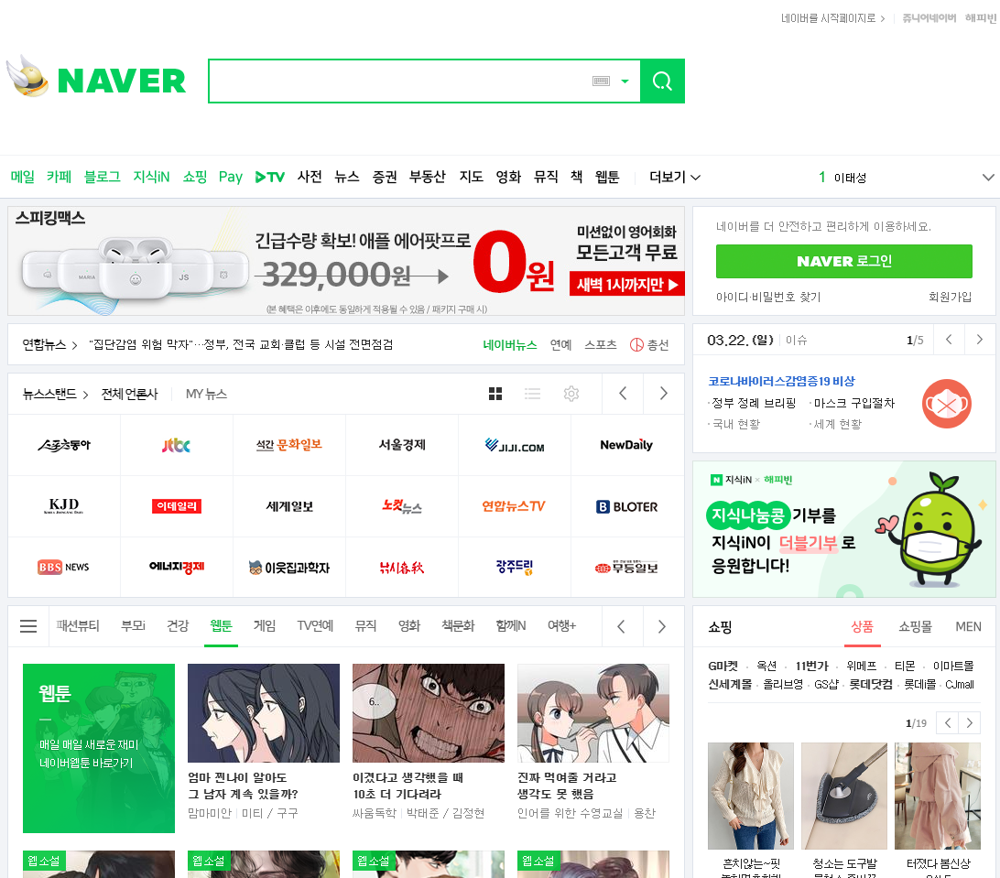 네이버를 시작페이지로 쥬니어네이버 해피빈
NAVER
메일 카페 블로그 지식iN 쇼핑 Pay TV 사전 뉴스 증권 부동산 지도 영화 뮤직 책 웹툰 더보기
1 이태성
스피킹맥스
MARIA JS
긴급수량 확보! 애플 에어팟프로
329,000원
(본 혜택은 이후에도 동일하게 적용될 수 있음 / 패키지 구매 시)
0원
미션없이 영어회화
모든고객 무료
새벽 1시까지만 ▶
네이버를 더 안전하고 편리하게 이용하세요.
NAVER 로그인
아이디·비밀번호 찾기 회원가입
연합뉴스 "집단감염 위험 막자"…정부, 전국 교회·클럽 등 시설 전면점검
네이버뉴스 연예 스포츠 총선
03.22. (일) 이슈 1/5
코로나바이러스감염증19 비상
·정부 정례 브리핑 ·마스크 구입절차
·국내 현황 ·세계 현황
뉴스스탠드 전체 언론사 MY 뉴스
스포츠동아 jtbc 석간 문화일보 서울경제 JIJI.COM NewDaily
KJD 이데일리 세계일보 노컷뉴스 연합뉴스TV B BLOTER
BBS NEWS 에너지경제 이웃집과학자 낚시春秋 광주드림 무등일보
N 지식iN × 해피빈
지식나눔콩 기부를
지식iN이 더블기부 로
응원합니다!
패션뷰티 부모i 건강 웹툰 게임 TV연예 뮤직 영화 책문화 함께N 여행+
웹툰
매일 매일 새로운 재미
네이버웹툰 바로가기
6..
엄마 찐나이 알아도
그 남자 계속 있을까?
맘마미안 미티 / 구구
이겼다고 생각했을 때
10초 더 기다려라
싸움독학 박태준 / 김정현
진짜 먹여줄 거라고
생각도 못 했음
인어를 위한 수영교실 용찬
웹소설 웹소설 웹소설 웹소설
쇼핑 상품 쇼핑몰 MEN
G마켓 · 옥션 · 11번가 · 위메프 · 티몬 · 이마트몰
신세계몰 · 올리브영 · GS샵 · 롯데닷컴 · 롯데i몰 · CJmall
1/19
흔치않는~핏
청소는 도구발
터졌다 봄신상